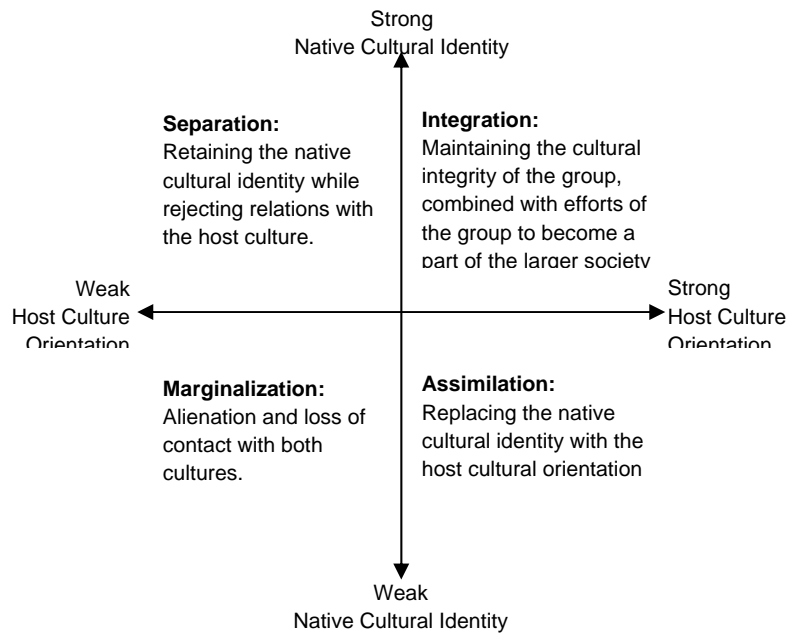 Strong
Native Cultural Identity
Separation:
Retaining the native
cultural identity while
rejecting relations with
the host culture.
Integration:
Maintaining the cultural
integrity of the group,
combined with efforts of
the group to become a
part of the larger society
Weak
Host Culture
Orientation
Strong
Host Culture
Orientation
Marginalization:
Alienation and loss of
contact with both
cultures.
Assimilation:
Replacing the native
cultural identity with the
host cultural orientation
Weak
Native Cultural Identity